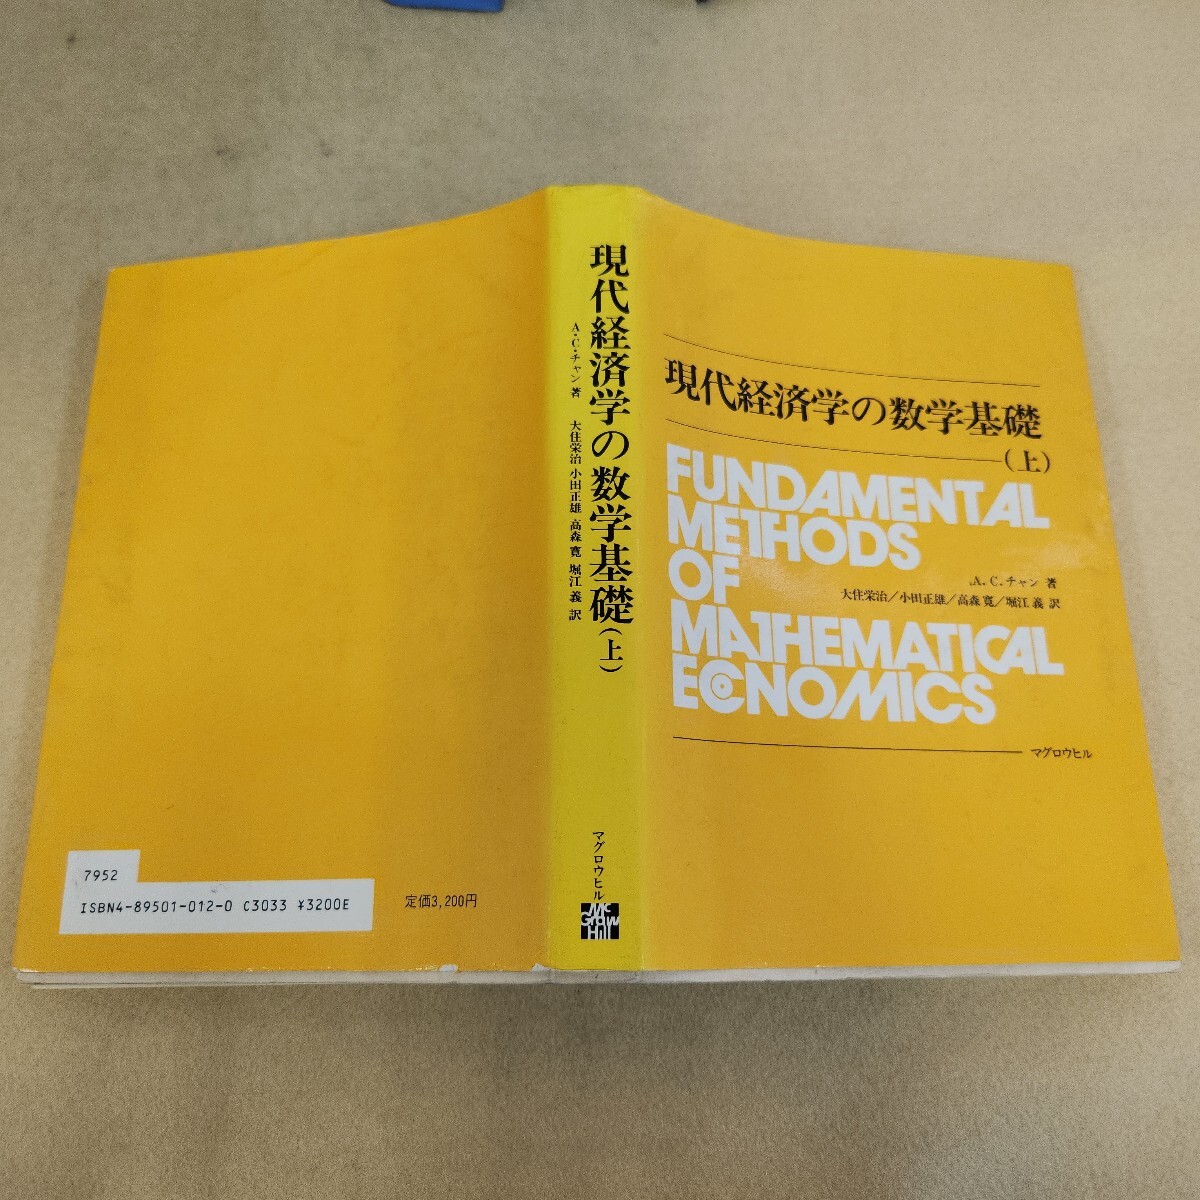 現代経済学の数学基礎
(上)
FUNDAMENTAL
METHODS
OF
MATHEMATICAL
ECONOMICS
A.C.チャン 著
大住栄治/小田正雄/高森 寛/堀江 義 訳
マグロウヒル
現代経済学の数学基礎(上)
A・C・チャン 著 大住栄治 小田正雄 高森 寛 堀江 義 訳
マグロウヒル
Mc
Graw
Hill
7952
ISBN4-89501-012-0 C3033 ¥3200E
定価3,200円